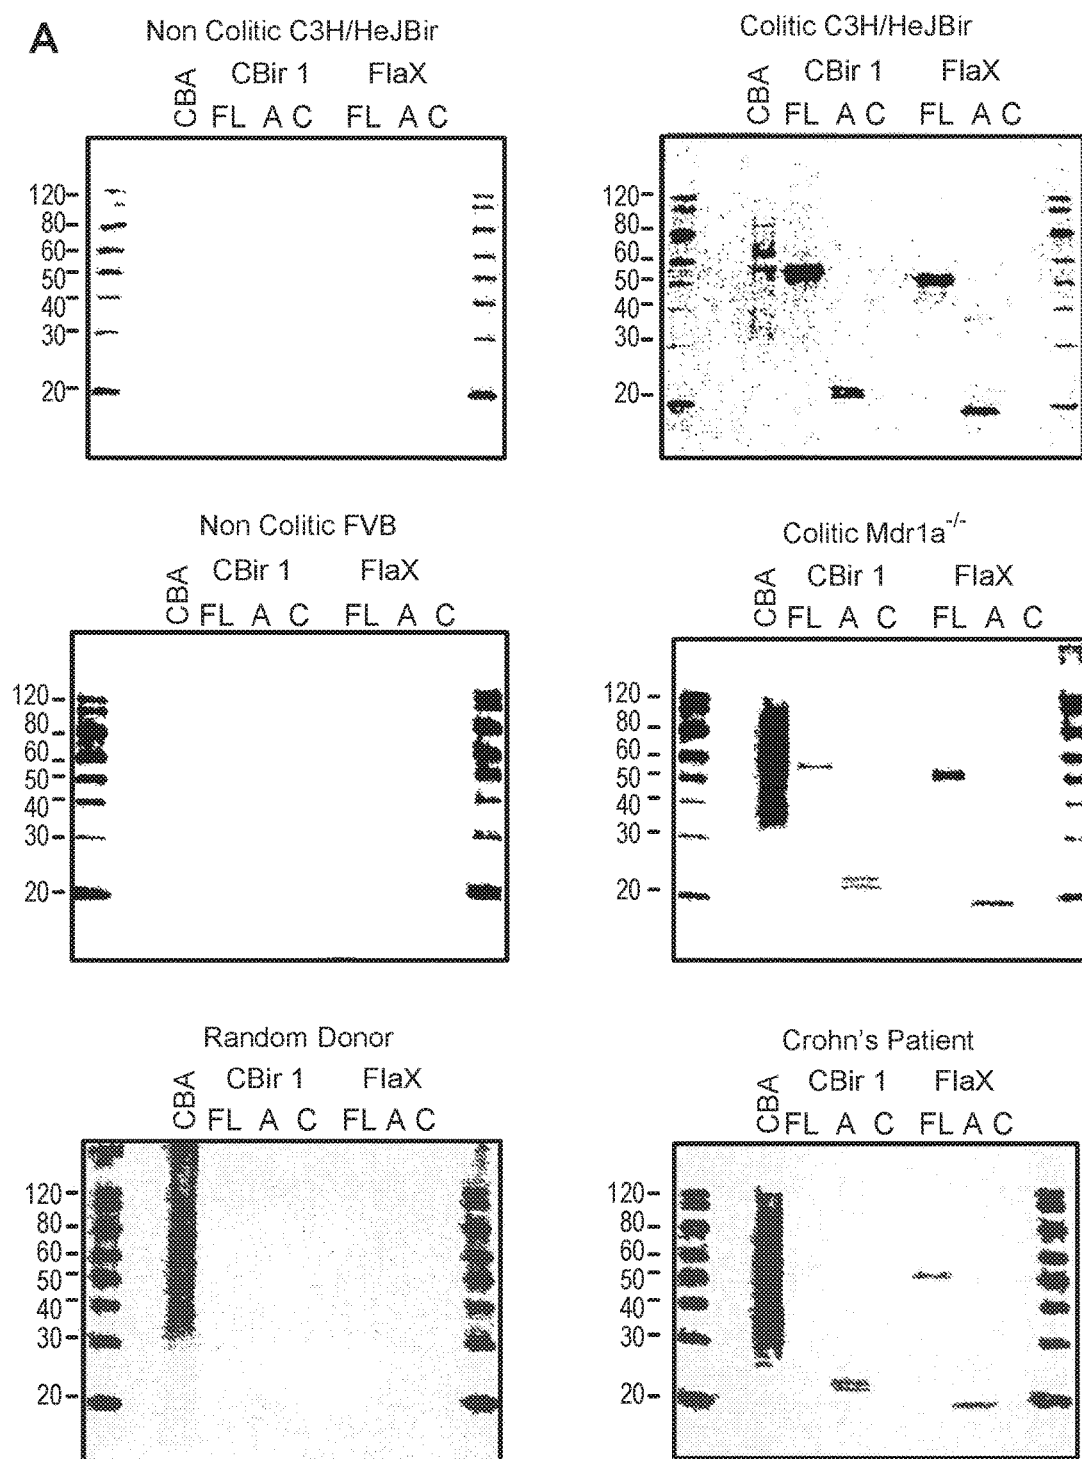 A
Non Colitic C3H/HeJBir
CBA
CBir 1 FlaX
FL A C FL A C
120
80
60
50
40
30
20
Colitic C3H/HeJBir
CBA
CBir 1 FlaX
FL A C FL A C
120
80
60
50
40
30
20
Non Colitic FVB
CBA
CBir 1 FlaX
FL A C FL A C
120
80
60
50
40
30
20
Colitic Mdr1a-/-
CBA
CBir 1 FlaX
FL A C FL A C
120
80
60
50
40
30
20
Random Donor
CBA
CBir 1 FlaX
FL A C FL A C
120
80
60
50
40
30
20
Crohn's Patient
CBA
CBir 1 FlaX
FL A C FL A C
120
80
60
50
40
30
20